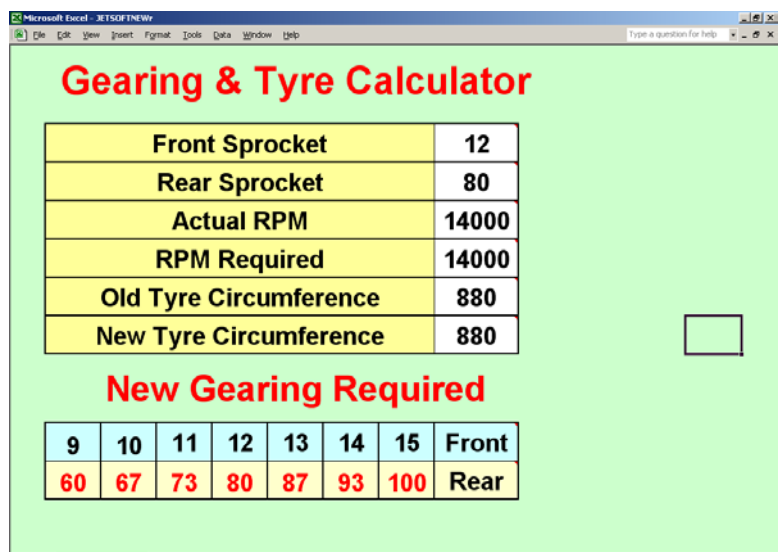 Microsoft Excel - JETSOFTNEWr
File Edit View Insert Format Tools Data Window Help Type a question for help
Gearing & Tyre Calculator
Front Sprocket 12
Rear Sprocket 80
Actual RPM 14000
RPM Required 14000
Old Tyre Circumference 880
New Tyre Circumference 880
New Gearing Required
9 10 11 12 13 14 15 Front
60 67 73 80 87 93 100 Rear